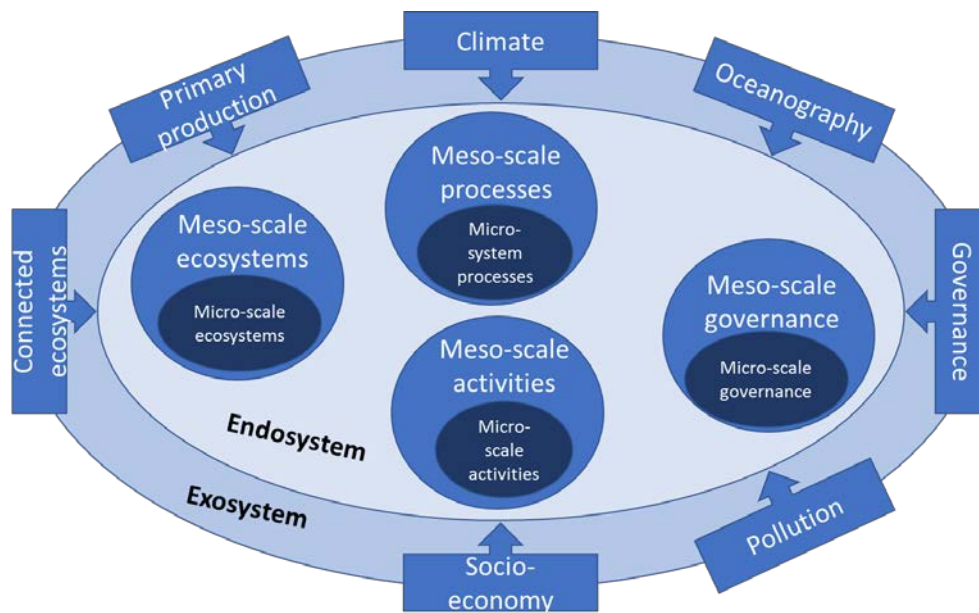 Climate
Primary
production
Oceanography
Connected
ecosystems
Governance
Meso-scale
processes
Micro-
system
processes
Meso-scale
ecosystems
Micro-scale
ecosystems
Meso-scale
governance
Micro-scale
governance
Meso-scale
activities
Micro-
scale
activities
Endosystem
Exosystem
Pollution
Socio-
economy